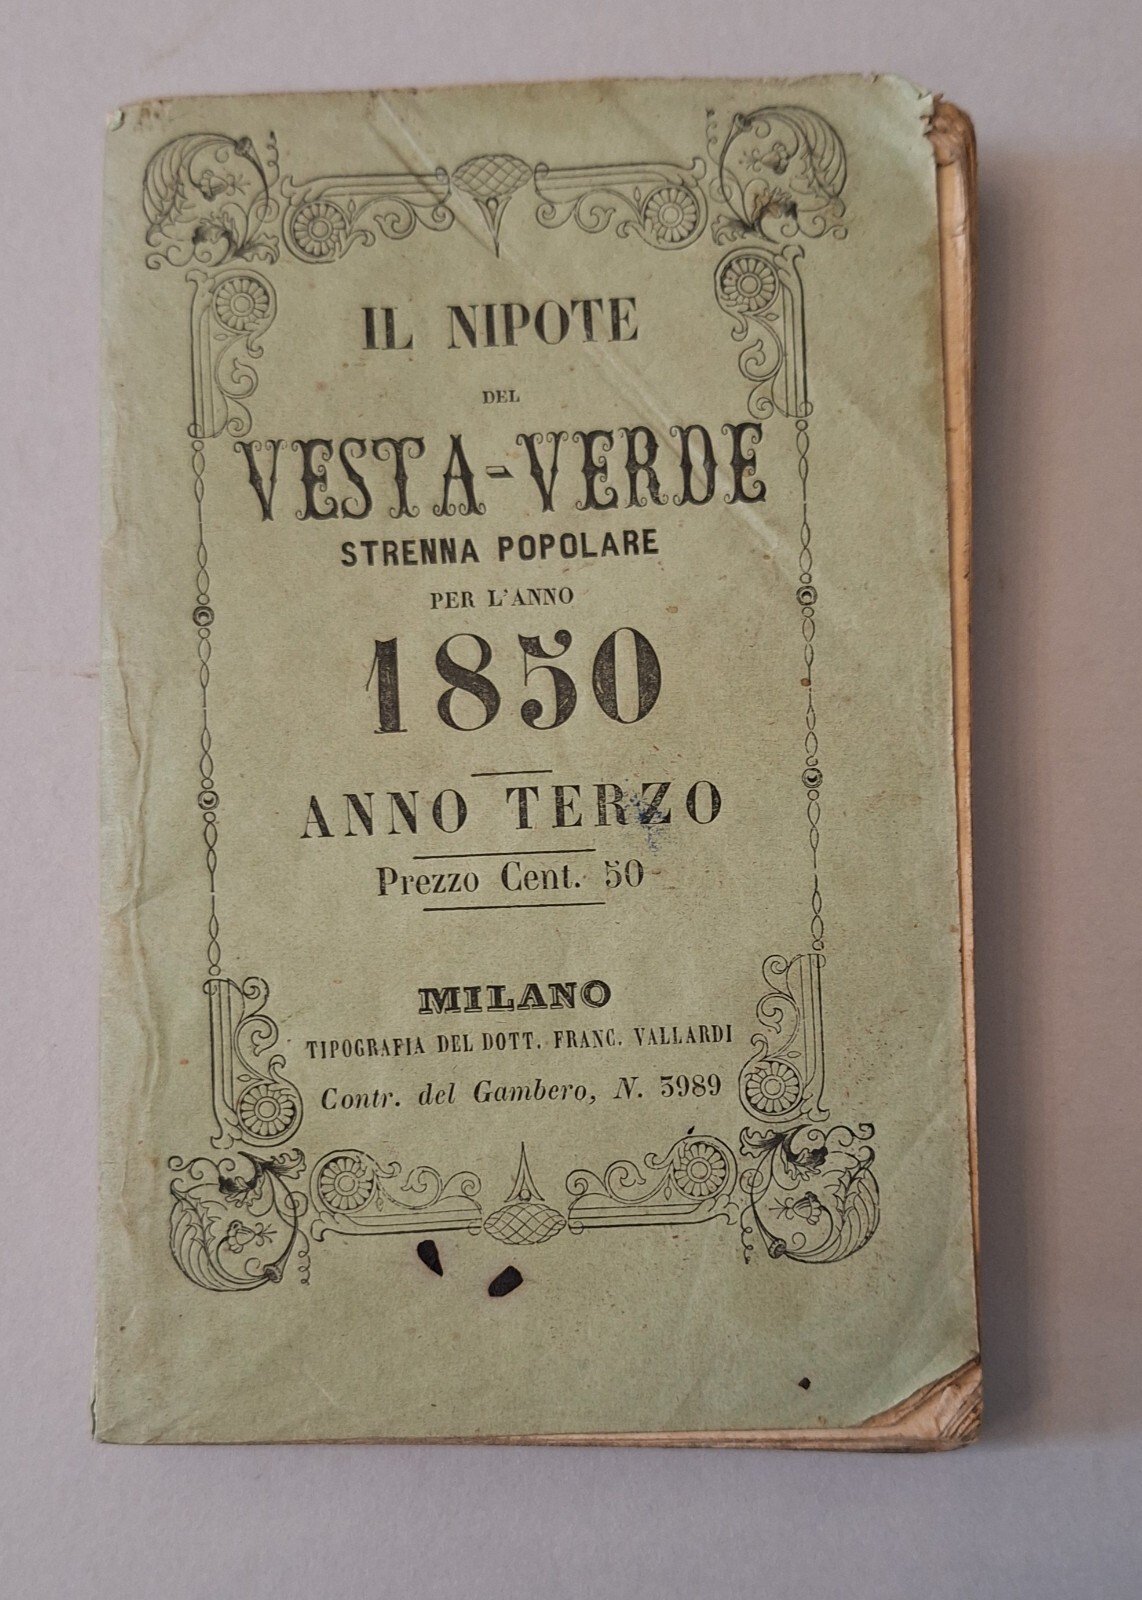 IL NIPOTE
DEL
VESTA-VERDE
STRENNA POPOLARE
PER L'ANNO
1850
ANNO TERZO
Prezzo Cent. 50
MILANO
TIPOGRAFIA DEL DOTT. FRANC. VALLARDI
Contr. del Gambero, N. 3989